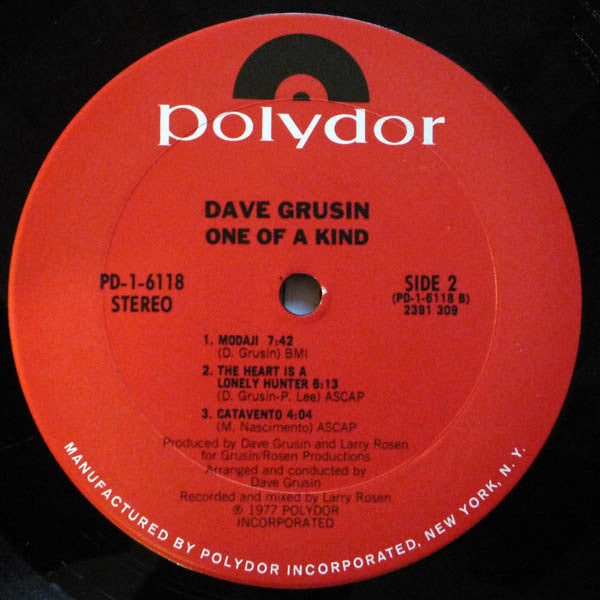 polydor
DAVE GRUSIN
ONE OF A KIND
PD-1-6118
STEREO
SIDE 2
(PD-1-6118 B)
2391 309
1. MODAJI 7:42
(D. Grusin) BMI
2. THE HEART IS A
LONELY HUNTER 6:13
(D. Grusin-P. Lee) ASCAP
3. CATAVENTO 4:04
(M. Nascimento) ASCAP
Produced by Dave Grusin and Larry Rosen
for Grusin/Rosen Productions
Arranged and conducted by
Dave Grusin
Recorded and mixed by Larry Rosen
℗ 1977 POLYDOR
INCORPORATED
MANUFACTURED BY POLYDOR INCORPORATED, NEW YORK, N. Y.